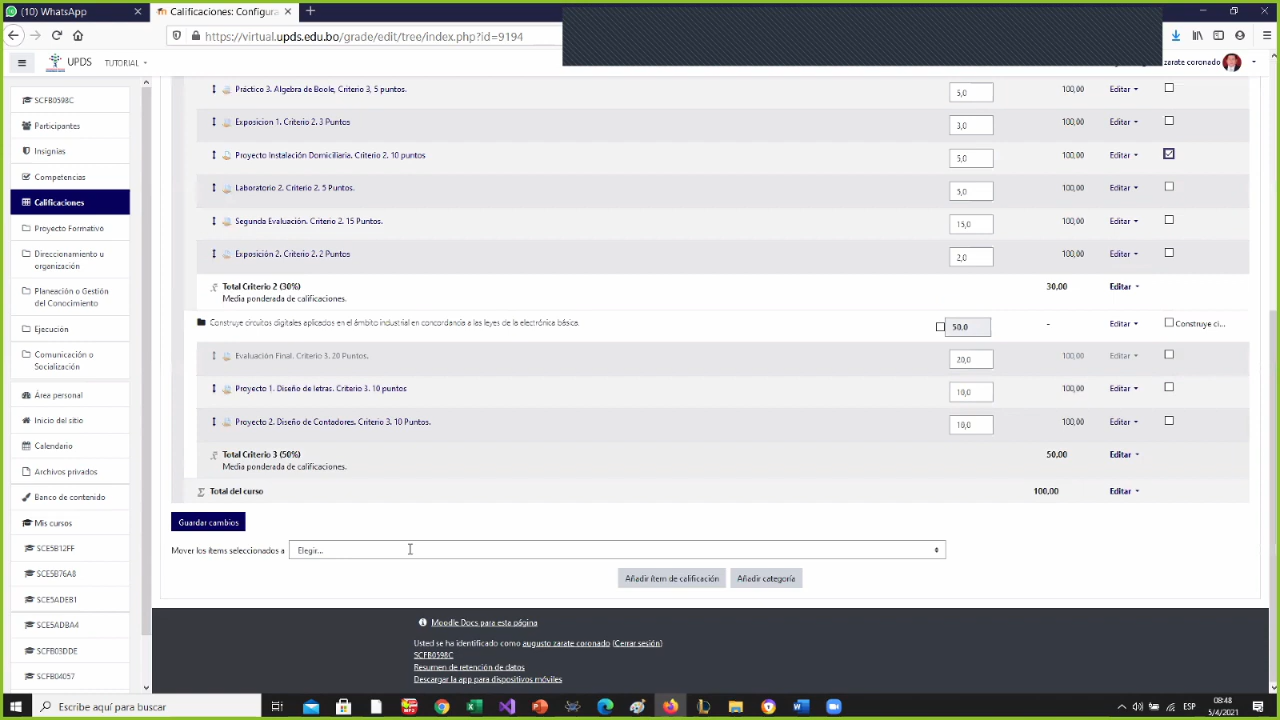 (10) WhatsApp
Calificaciones: Configura
https://virtual.upds.edu.bo/grade/edit/tree/index.php?id=9194
UPDS TUTORIAL
zarate coronado
SCFB0598C
Participantes
Insignias
Competencias
Calificaciones
Proyecto Formativo
Direccionamiento u
organización
Planeación o Gestión
del Conocimiento
Ejecución
Comunicación o
Socialización
Área personal
Inicio del sitio
Calendario
Archivos privados
Banco de contenido
Mis cursos
SCE5B12FF
SCE5B76A8
SCE5ADEB1
SCE5ADBA4
SCFB03DDE
SCFB04057
Práctico 3. Algebra de Boole, Criterio 3, 5 puntos. 5,0 100,00 Editar
Exposicion 1. Criterio 2. 3 Puntos 3,0 100,00 Editar
Proyecto Instalación Domiciliaria. Criterio 2. 10 puntos 5,0 100,00 Editar
Laboratorio 2. Criterio 2. 5 Puntos. 5,0 100,00 Editar
Segunda Evaluación. Criterio 2. 15 Puntos. 15,0 100,00 Editar
Exposición 2. Criterio 2. 2 Puntos 2,0 100,00 Editar
Total Criterio 2 (30%) 30,00 Editar
Media ponderada de calificaciones.
Construye circuitos digitales aplicados en el ámbito industrial en concordancia a las leyes de la electrónica básica. 50.0 - Editar Construye ci...
Evaluación Final. Criterio 3. 20 Puntos. 20,0 100,00 Editar
Proyecto 1. Diseño de letras. Criterio 3. 10 puntos 10,0 100,00 Editar
Proyecto 2. Diseño de Contadores. Criterio 3. 10 Puntos. 10,0 100,00 Editar
Total Criterio 3 (50%) 50,00 Editar
Media ponderada de calificaciones.
Total del curso 100,00 Editar
Guardar cambios
Mover los ítems seleccionados a Elegir...
Añadir ítem de calificación Añadir categoría
Moodle Docs para esta página
Usted se ha identificado como augusto zarate coronado (Cerrar sesión)
SCFB0598C
Resumen de retención de datos
Descargar la app para dispositivos móviles
Escribe aquí para buscar
ESP
08:48
5/4/2021